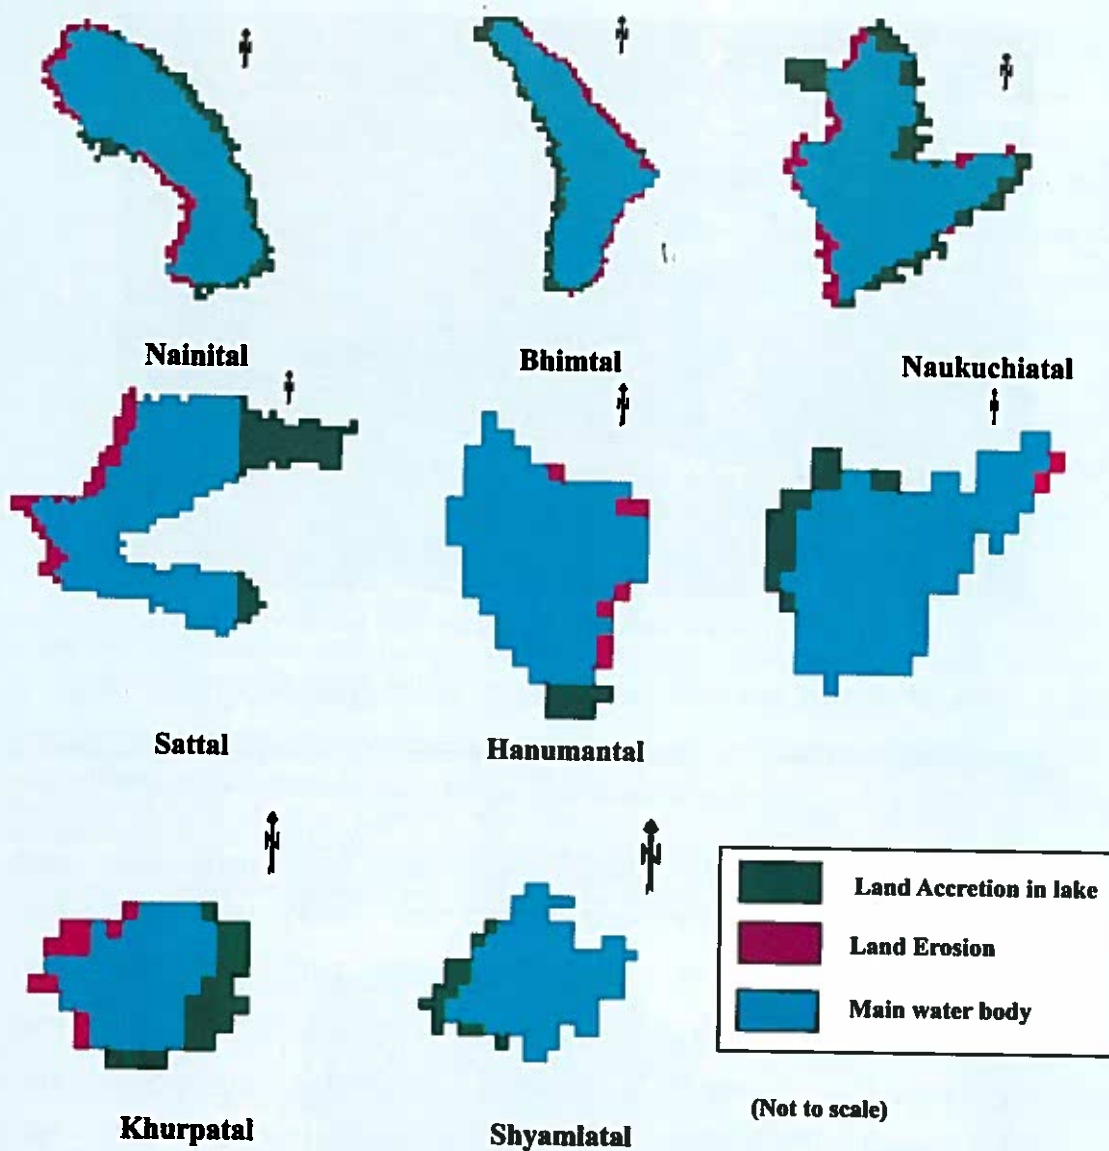 N N N
Nainital Bhimtal Naukuchiatal
N N N
Sattal Hanumantal
N N
Land Accretion in lake
Land Erosion
Main water body
(Not to scale)
Khurpatal Shyamlatal